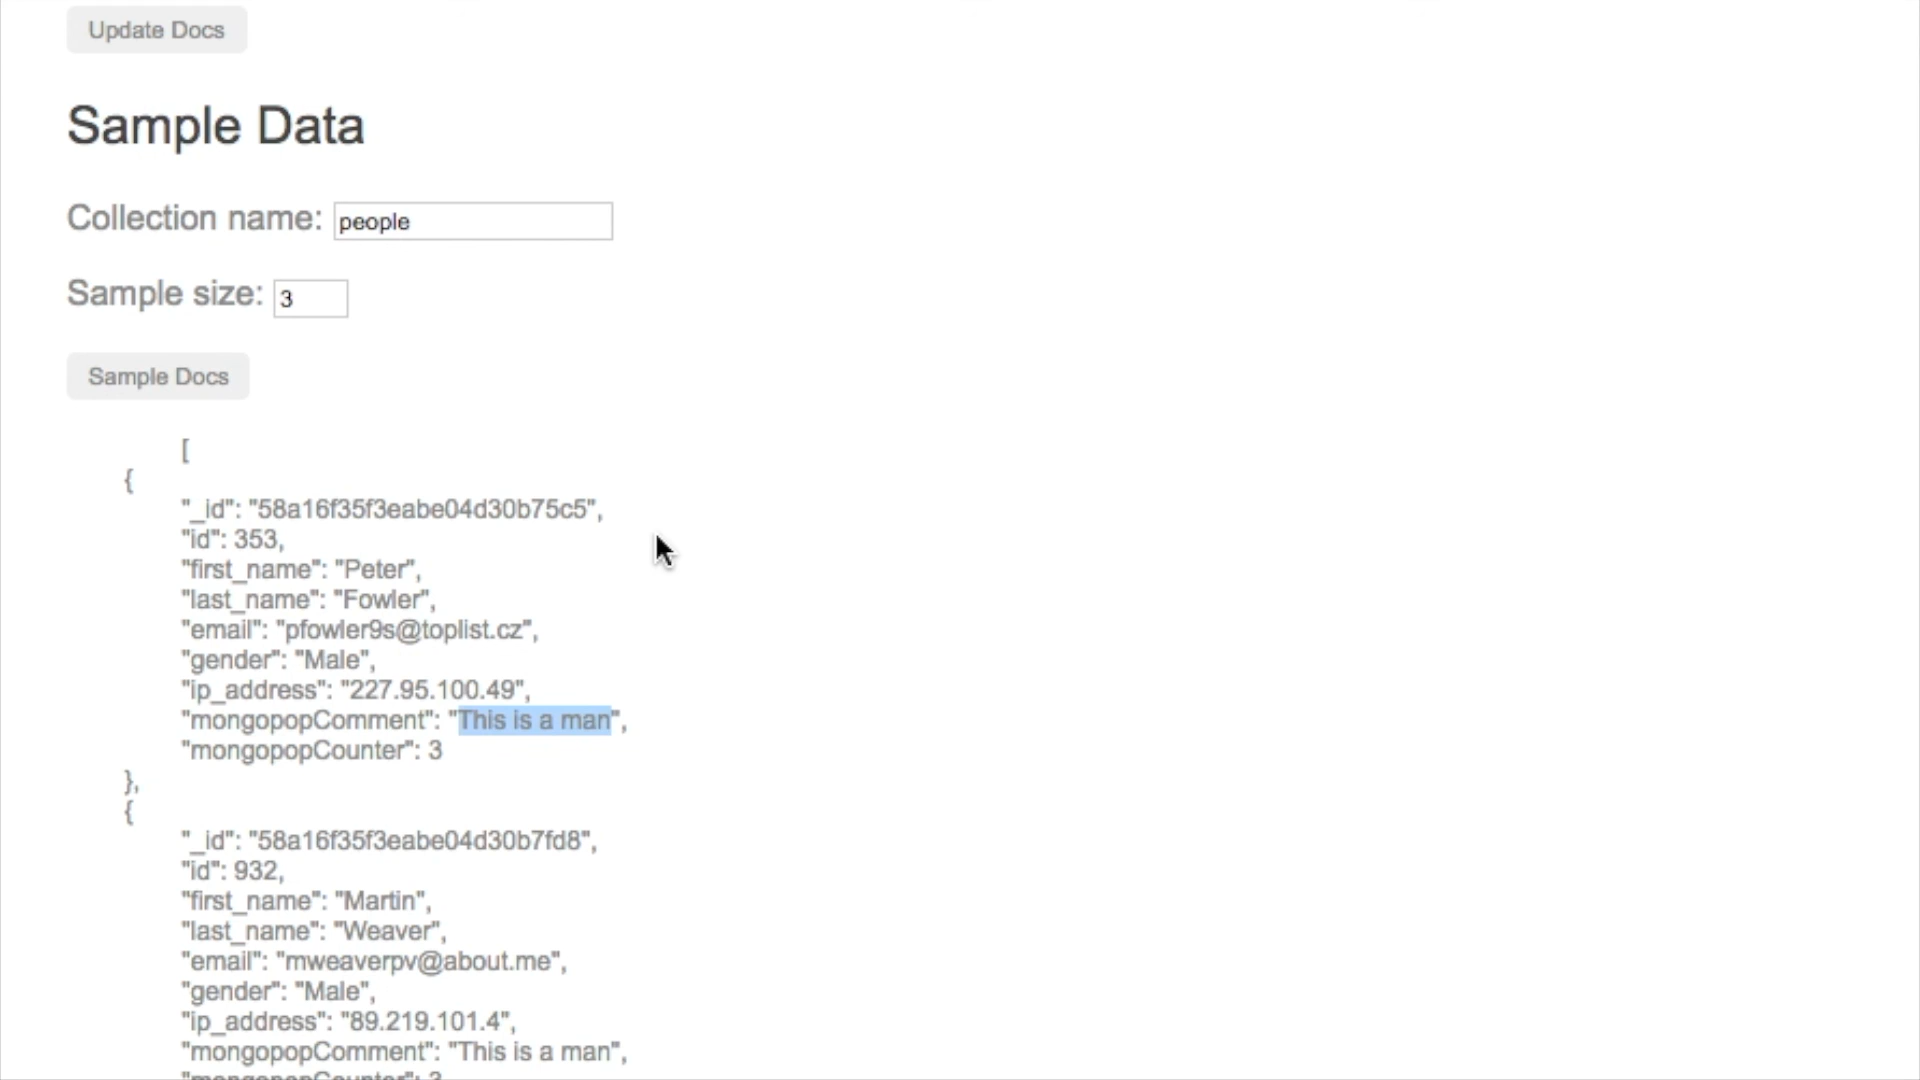 Update Docs
Sample Data
Collection name: people
Sample size: 3
Sample Docs
[
{
"_id": "58a16f35f3eabe04d30b75c5",
"id": 353,
"first_name": "Peter",
"last_name": "Fowler",
"email": "pfowler9s@toplist.cz",
"gender": "Male",
"ip_address": "227.95.100.49",
"mongopopComment": "This is a man",
"mongopopCounter": 3
},
{
"_id": "58a16f35f3eabe04d30b7fd8",
"id": 932,
"first_name": "Martin",
"last_name": "Weaver",
"email": "mweaverpv@about.me",
"gender": "Male",
"ip_address": "89.219.101.4",
"mongopopComment": "This is a man",
"mongopopCounter": 3